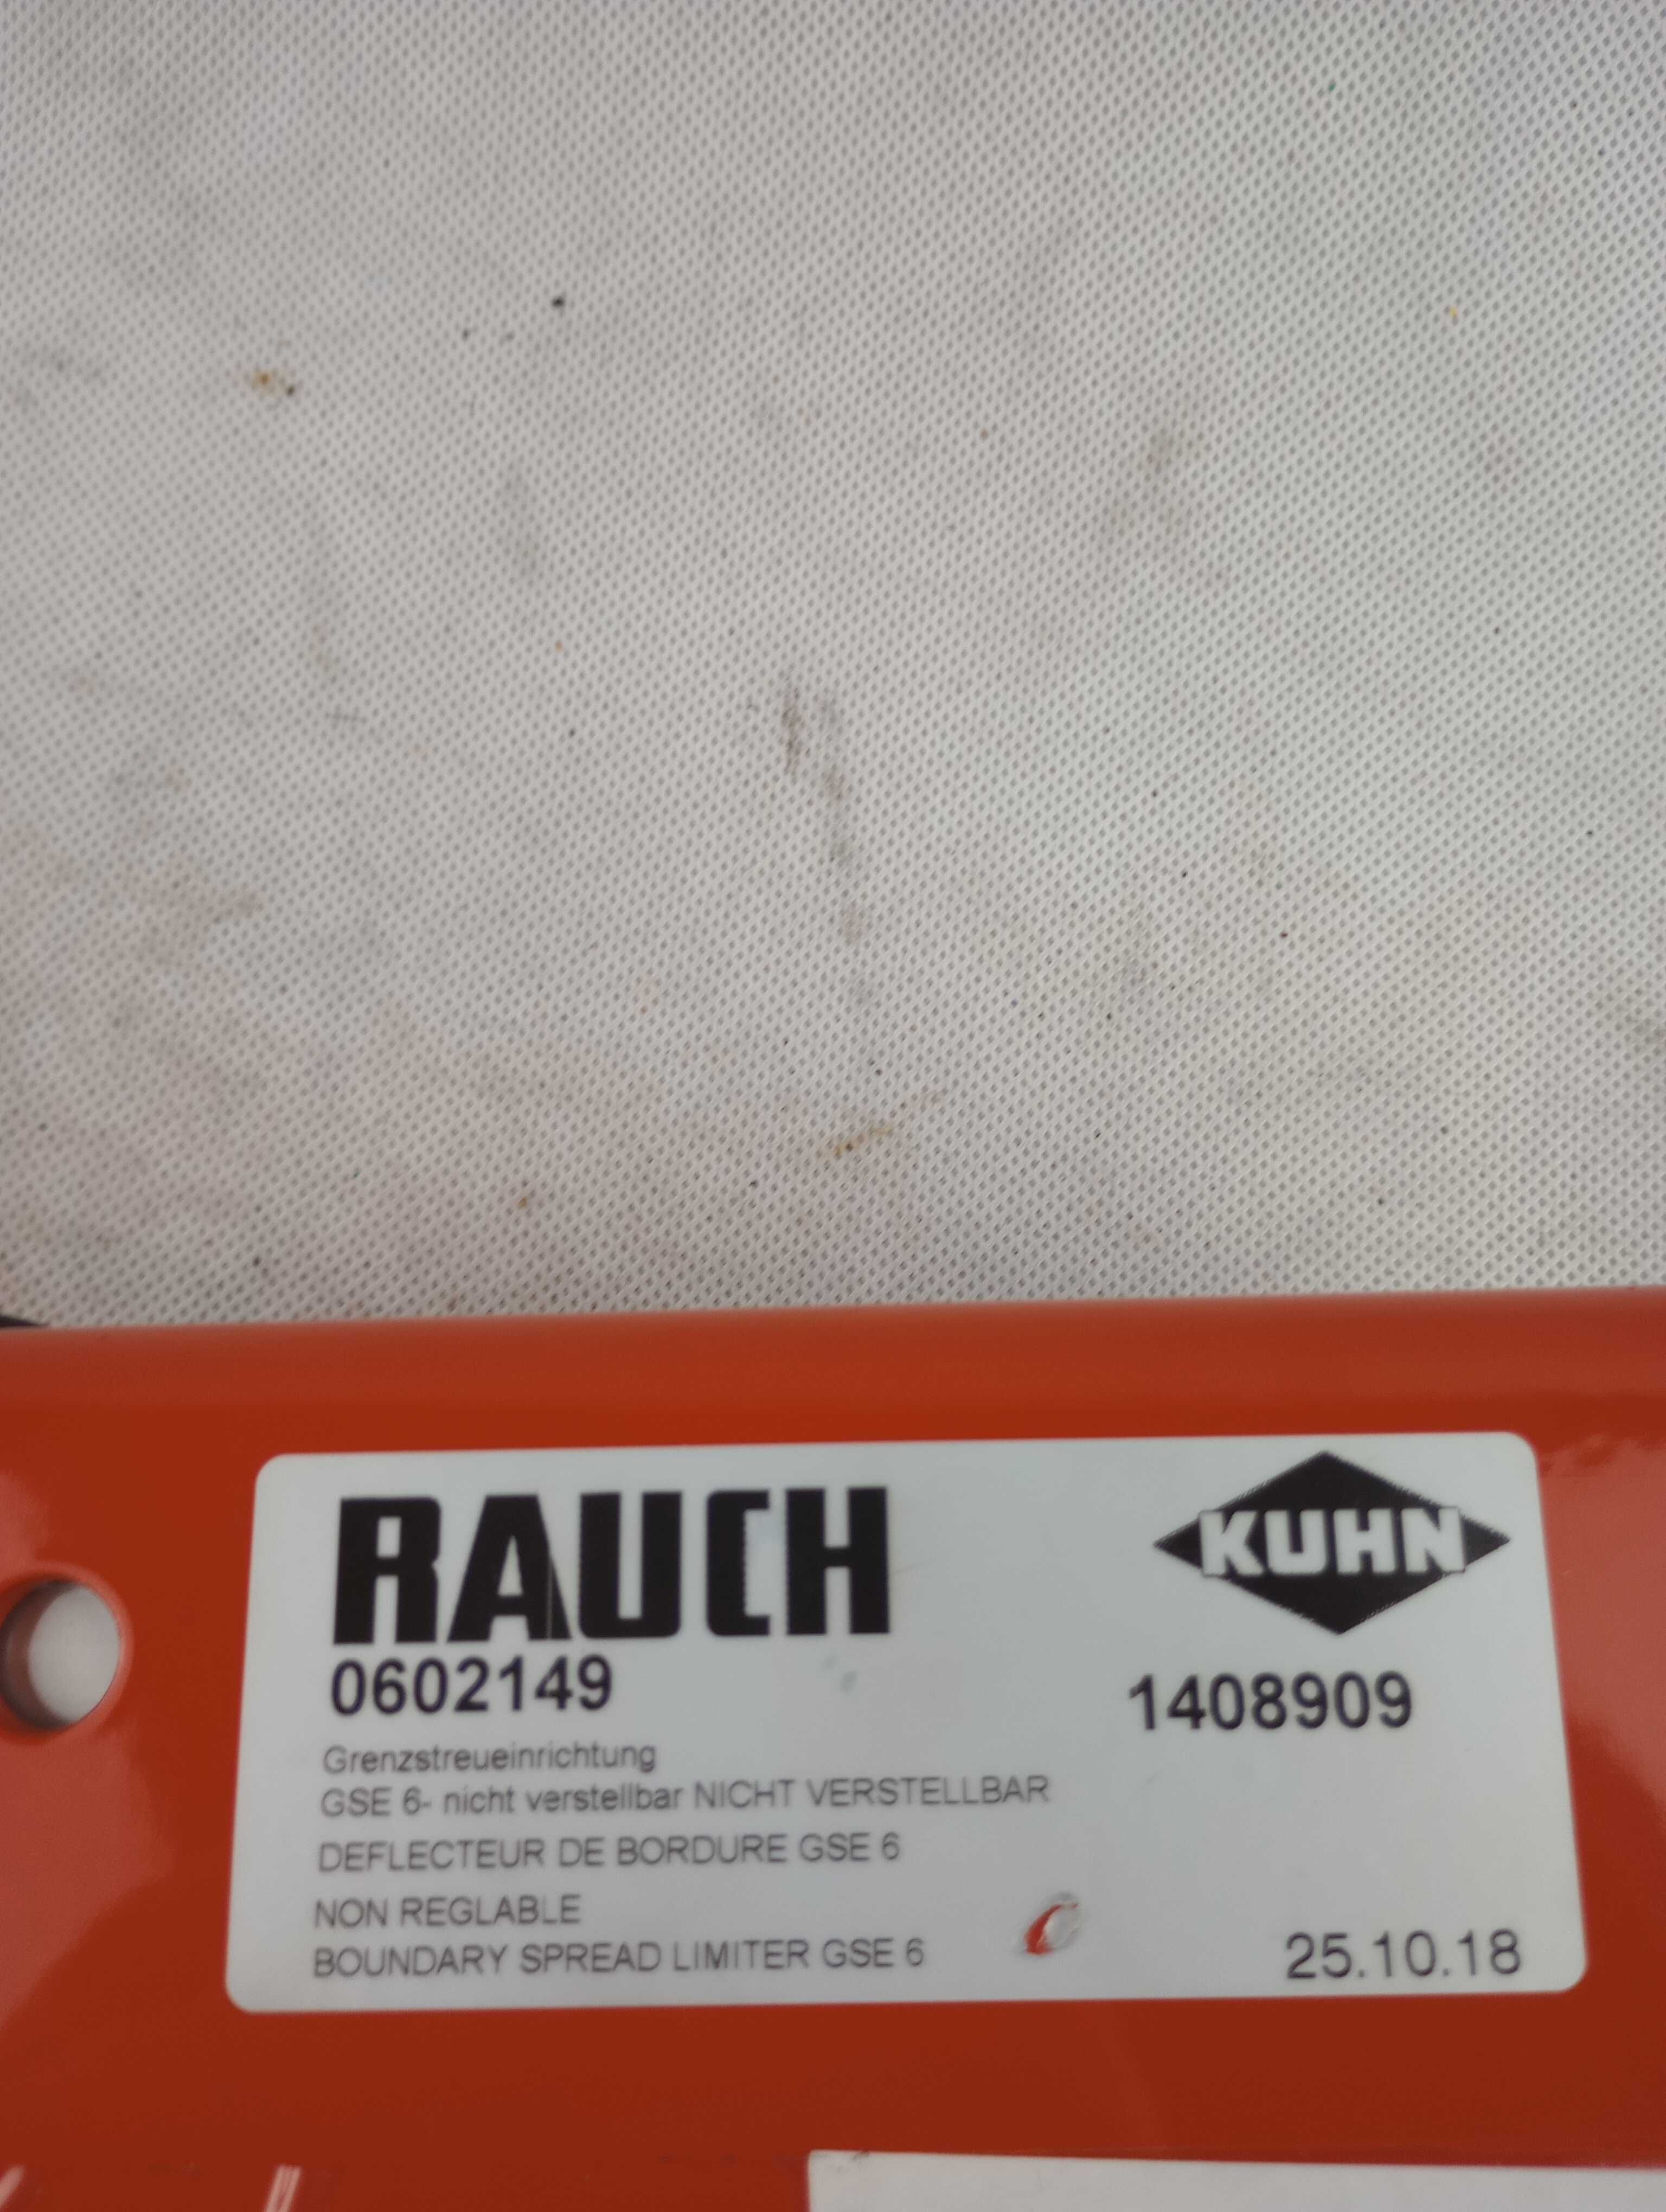 RAUCH KUHN
0602149 1408909
Grenzstreueinrichtung
GSE 6- nicht verstellbar NICHT VERSTELLBAR
DEFLECTEUR DE BORDURE GSE 6
NON REGLABLE
BOUNDARY SPREAD LIMITER GSE 6
25.10.18